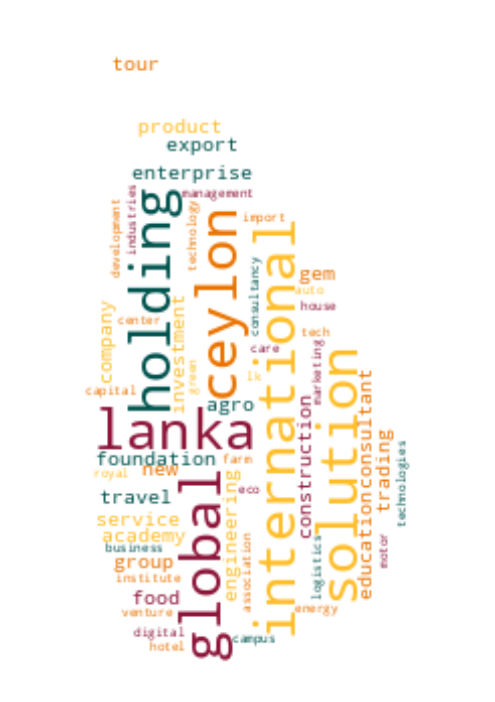 tour
product
export
enterprise
management
industries
development
holding
technology
ceylon
import
international
consultancy
gem
auto
house
company
center
investment
tech
care
green
lk
marketing
solution
capital
agro
lanka
construction
educationconsultant
foundation
farm
new
royal
trading
technologies
global
engineering
eco
travel
service
academy
business
association
logistics
motor
group
institute
food
venture
energy
digital
campus
hotel